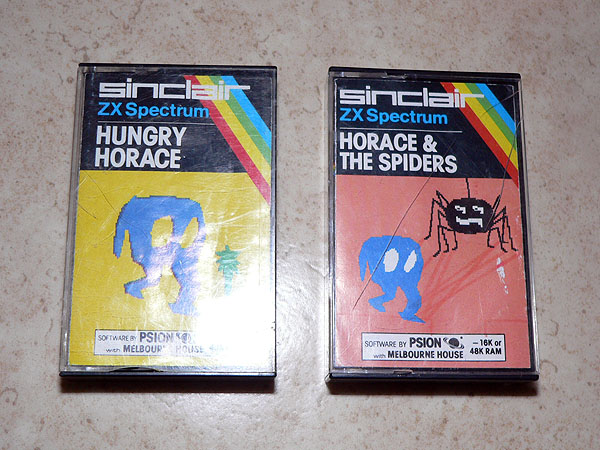 sinclair
ZX Spectrum
HUNGRY
HORACE
SOFTWARE BY PSION
with MELBOURNE HOUSE
sinclair
ZX Spectrum
HORACE &
THE SPIDERS
SOFTWARE BY PSION
with MELBOURNE HOUSE
– 16K or
48K RAM